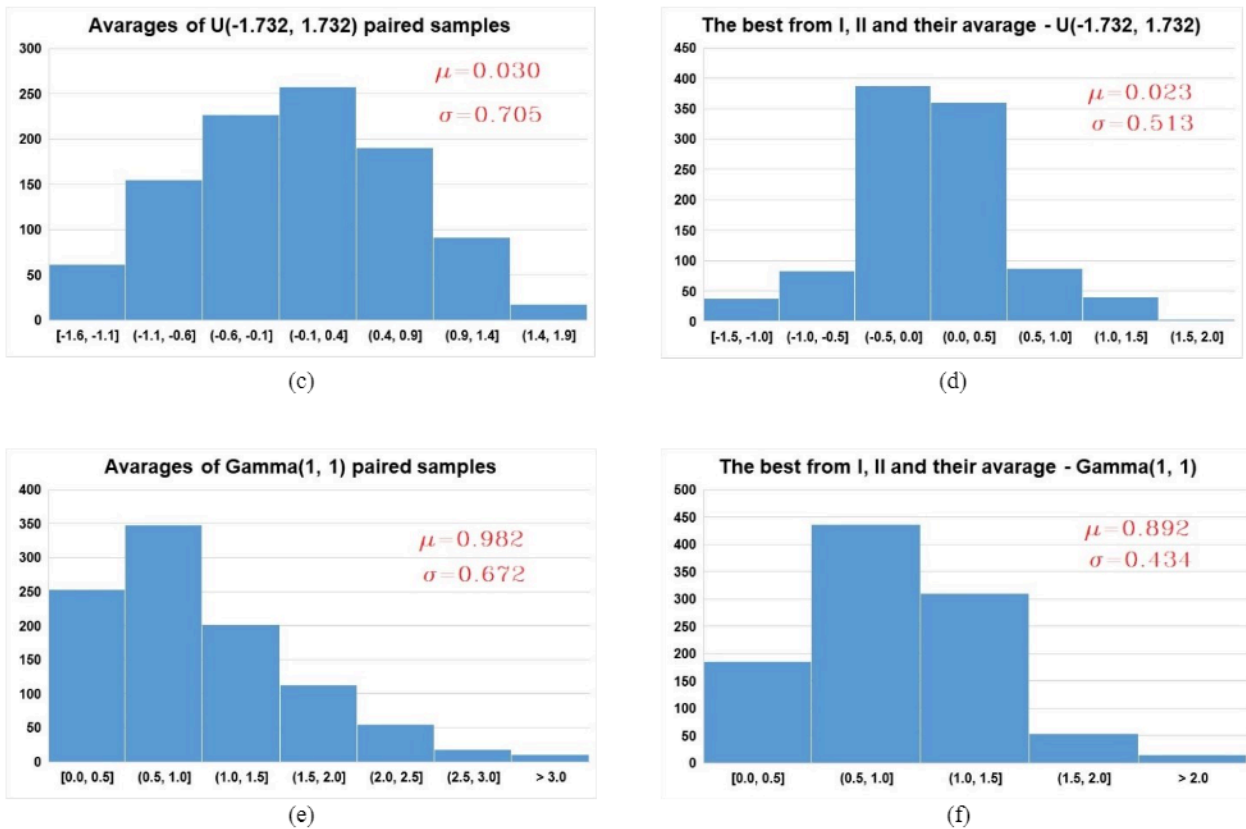 Avarages of U(-1.732, 1.732) paired samples
300
250
200
150
100
50
0
μ=0.030
σ=0.705
[-1.6, -1.1] (-1.1, -0.6] (-0.6, -0.1] (-0.1, 0.4] (0.4, 0.9] (0.9, 1.4] (1.4, 1.9]
(c)
The best from I, II and their avarage - U(-1.732, 1.732)
450
400
350
300
250
200
150
100
50
0
μ=0.023
σ=0.513
[-1.5, -1.0] (-1.0, -0.5] (-0.5, 0.0] (0.0, 0.5] (0.5, 1.0] (1.0, 1.5] (1.5, 2.0]
(d)
Avarages of Gamma(1, 1) paired samples
400
350
300
250
200
150
100
50
0
μ=0.982
σ=0.672
[0.0, 0.5] (0.5, 1.0] (1.0, 1.5] (1.5, 2.0] (2.0, 2.5] (2.5, 3.0] > 3.0
(e)
The best from I, II and their avarage - Gamma(1, 1)
500
450
400
350
300
250
200
150
100
50
0
μ=0.892
σ=0.434
[0.0, 0.5] (0.5, 1.0] (1.0, 1.5] (1.5, 2.0] > 2.0
(f)